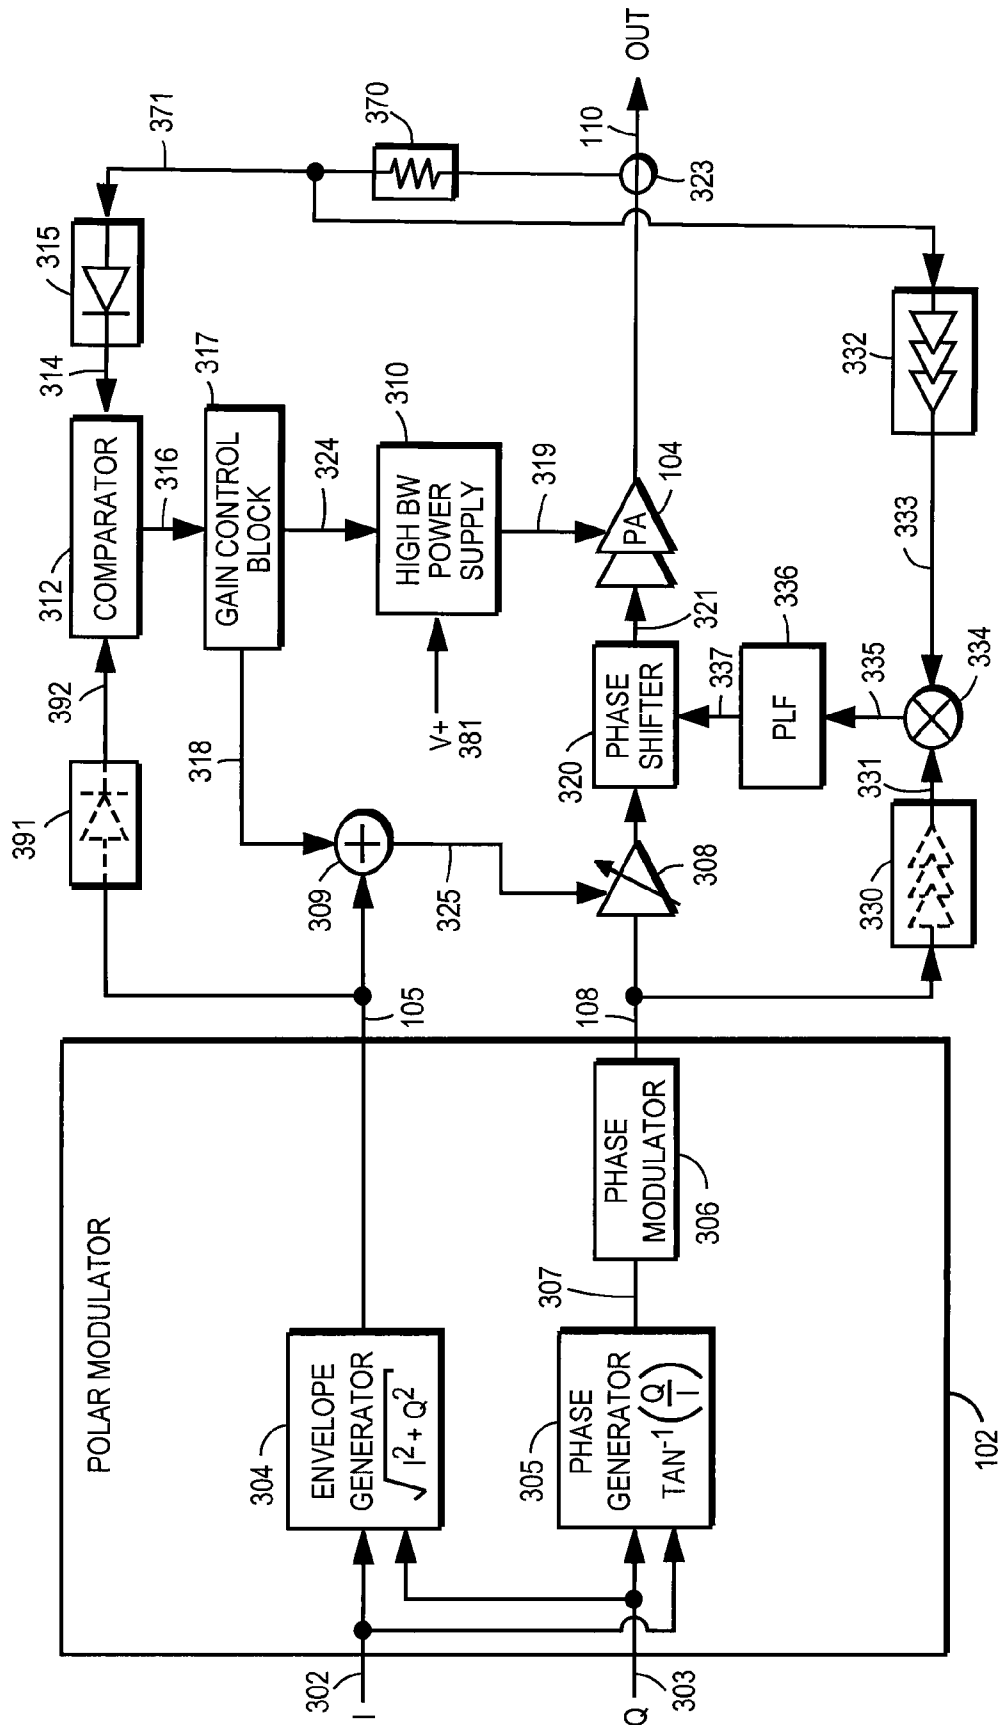 POLAR MODULATOR
302
I
303
Q
304
ENVELOPE
GENERATOR
√I² + Q²
305
PHASE
GENERATOR
TAN⁻¹(Q/I)
307
PHASE
MODULATOR
306
102
105
108
391
392
312
COMPARATOR
314
315
371
316
317
GAIN CONTROL
BLOCK
318
324
310
HIGH BW
POWER
SUPPLY
V+
381
319
309
+
325
308
320
PHASE
SHIFTER
321
PA
104
370
323
110
OUT
337
PLF
336
335
334
331
330
333
332